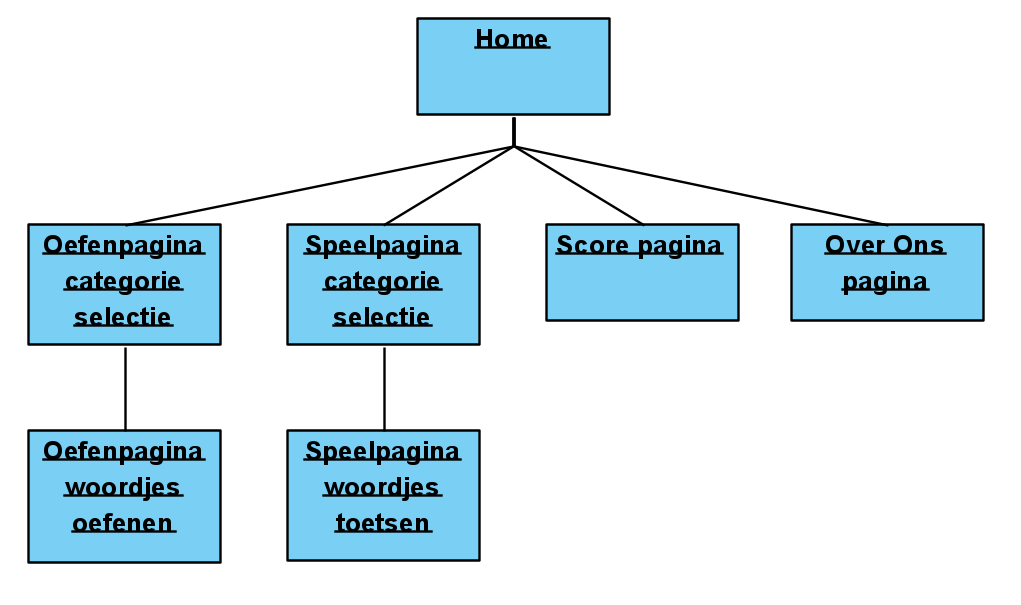 Home
Oefenpagina
categorie
selectie
Speelpagina
categorie
selectie
Score pagina
Over Ons
pagina
Oefenpagina
woordjes
oefenen
Speelpagina
woordjes
toetsen